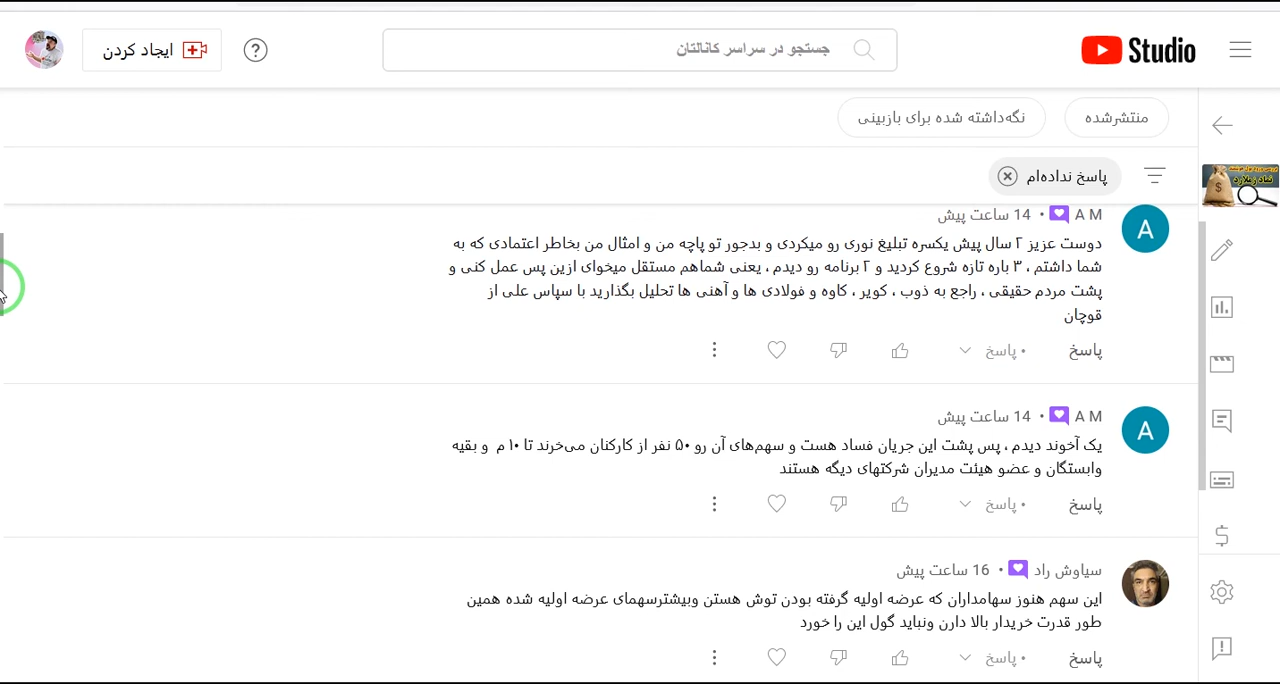 ایجاد کردن
جستجو در سراسر کانالتان
Studio
منتشرشده
نگه‌داشته شده برای بازبینی
پاسخ نداده‌ام
A M • 14 ساعت پیش
دوست عزیز ۲ سال پیش یکسره تبلیغ نوری رو میکردی و بدجور تو پاچه من و امثال من بخاطر اعتمادی که به
شما داشتم ، ۳ باره تازه شروع کردید و ۲ برنامه رو دیدم ، یعنی شماهم مستقل میخوای ازین پس عمل کنی و
پشت مردم حقیقی ، راجع به ذوب ، کویر ، کاوه و فولادی ها و آهنی ها تحلیل بگذارید با سپاس علی از
قوچان
پاسخ • پاسخ
A M • 14 ساعت پیش
یک آخوند دیدم ، پس پشت این جریان فساد هست و سهم‌های آن رو ۵۰ نفر از کارکنان می‌خرند تا ۱۰ م و بقیه
وابستگان و عضو هیئت مدیران شرکتهای دیگه هستند
پاسخ • پاسخ
سیاوش راد • 16 ساعت پیش
این سهم هنوز سهامداران که عرضه اولیه گرفته بودن توش هستن وبیشترسهمای عرضه اولیه شده همین
طور قدرت خریدار بالا دارن ونباید گول این را خورد
پاسخ • پاسخ